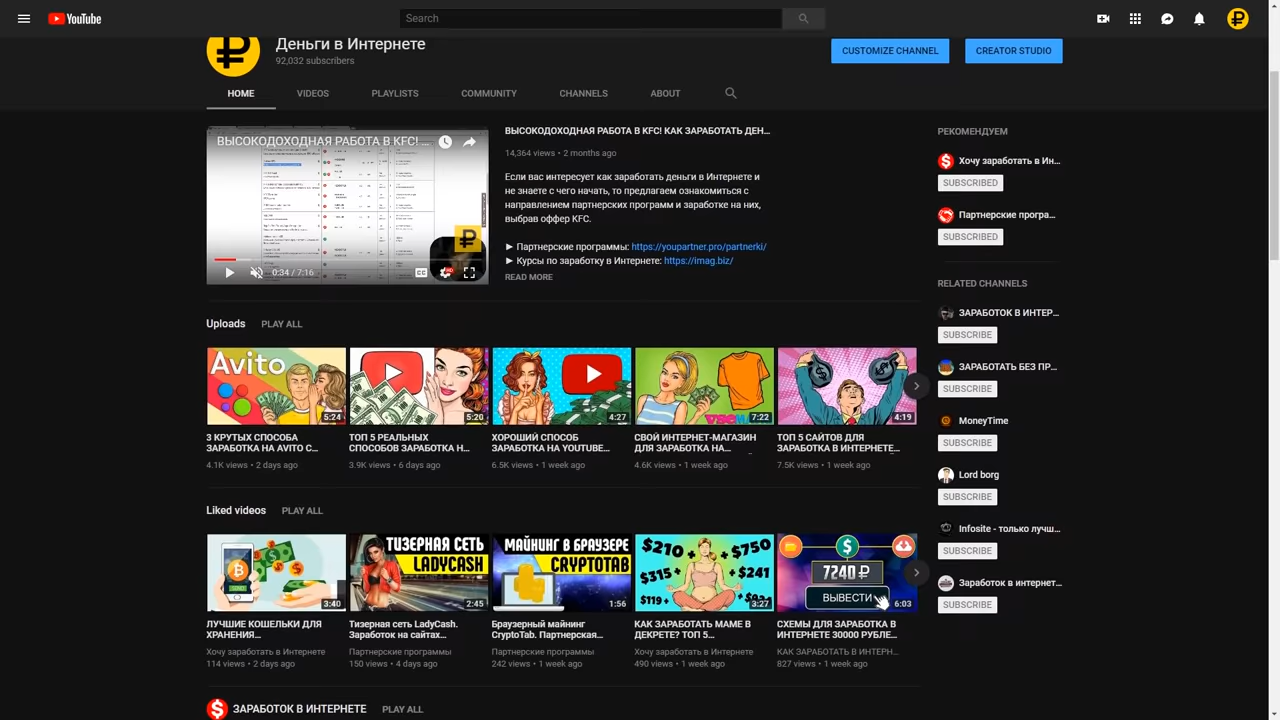 YouTube
Search
Деньги в Интернете
92,032 subscribers
CUSTOMIZE CHANNEL
CREATOR STUDIO
HOME
VIDEOS
PLAYLISTS
COMMUNITY
CHANNELS
ABOUT
ВЫСОКОДОХОДНАЯ РАБОТА В KFC! ...
0:34 / 7:16
ВЫСОКОДОХОДНАЯ РАБОТА В KFC! КАК ЗАРАБОТАТЬ ДЕН...
14,364 views • 2 months ago
Если вас интересует как заработать деньги в Интернете и
не знаете с чего начать, то предлагаем ознакомиться с
направлением партнерских программ и заработке на них,
выбрав оффер KFC.
► Партнерские программы: https://youpartner.pro/partnerki/
► Курсы по заработку в Интернете: https://imag.biz/
READ MORE
РЕКОМЕНДУЕМ
Хочу заработать в Ин...
SUBSCRIBED
Партнерские програ...
SUBSCRIBED
RELATED CHANNELS
ЗАРАБОТОК В ИНТЕР...
SUBSCRIBE
ЗАРАБОТАТЬ БЕЗ ПР...
SUBSCRIBE
MoneyTime
SUBSCRIBE
Lord borg
SUBSCRIBE
Infosite - только лучш...
SUBSCRIBE
Заработок в интернет...
SUBSCRIBE
Uploads PLAY ALL
Avito
5:24
5:20
4:27
7:22
4:19
3 КРУТЫХ СПОСОБА
ЗАРАБОТКА НА AVITO С...
4.1K views • 2 days ago
ТОП 5 РЕАЛЬНЫХ
СПОСОБОВ ЗАРАБОТКА Н...
3.9K views • 6 days ago
ХОРОШИЙ СПОСОБ
ЗАРАБОТКА НА YOUTUBE...
6.5K views • 1 week ago
СВОЙ ИНТЕРНЕТ-МАГАЗИН
ДЛЯ ЗАРАБОТКА НА...
4.6K views • 1 week ago
ТОП 5 САЙТОВ ДЛЯ
ЗАРАБОТКА В ИНТЕРНЕТЕ...
7.5K views • 1 week ago
Liked videos PLAY ALL
3:40
ТИЗЕРНАЯ СЕТЬ
LADYCASH
2:45
МАЙНИНГ В БРАУЗЕРЕ
CRYPTOTAB
1:56
$210 $750
$315 $241
$119
3:27
7240 ₽
ВЫВЕСТИ
6:03
ЛУЧШИЕ КОШЕЛЬКИ ДЛЯ
ХРАНЕНИЯ...
Хочу заработать в Интернете
114 views • 2 days ago
Тизерная сеть LadyCash.
Заработок на сайтах...
Партнерские программы
150 views • 4 days ago
Браузерный майнинг
CryptoTab. Партнерская...
Партнерские программы
242 views • 1 week ago
КАК ЗАРАБОТАТЬ МАМЕ В
ДЕКРЕТЕ? ТОП 5...
Хочу заработать в Интернете
490 views • 1 week ago
СХЕМЫ ДЛЯ ЗАРАБОТКА В
ИНТЕРНЕТЕ 30000 РУБЛЕ...
КАК ЗАРАБОТАТЬ В ИНТЕРН...
827 views • 1 week ago
ЗАРАБОТОК В ИНТЕРНЕТЕ PLAY ALL